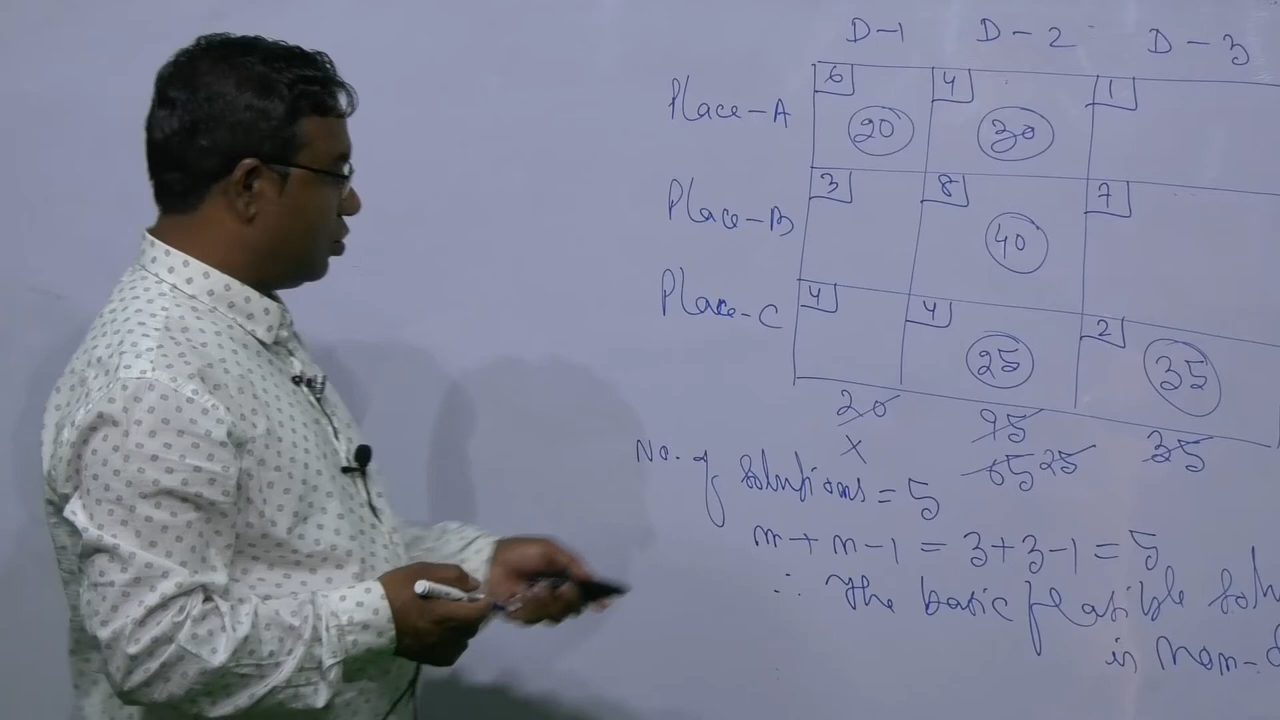 D-1 D-2 D-3
6 4 1
Place-A 20 30
3 8 7
Place-B 40
4 4 2
Place-C 25 35
20 95 35
x 65 25
No. of solutions = 5
m+n-1 = 3+3-1 = 5
∴ The basic feasible solu
is non-d